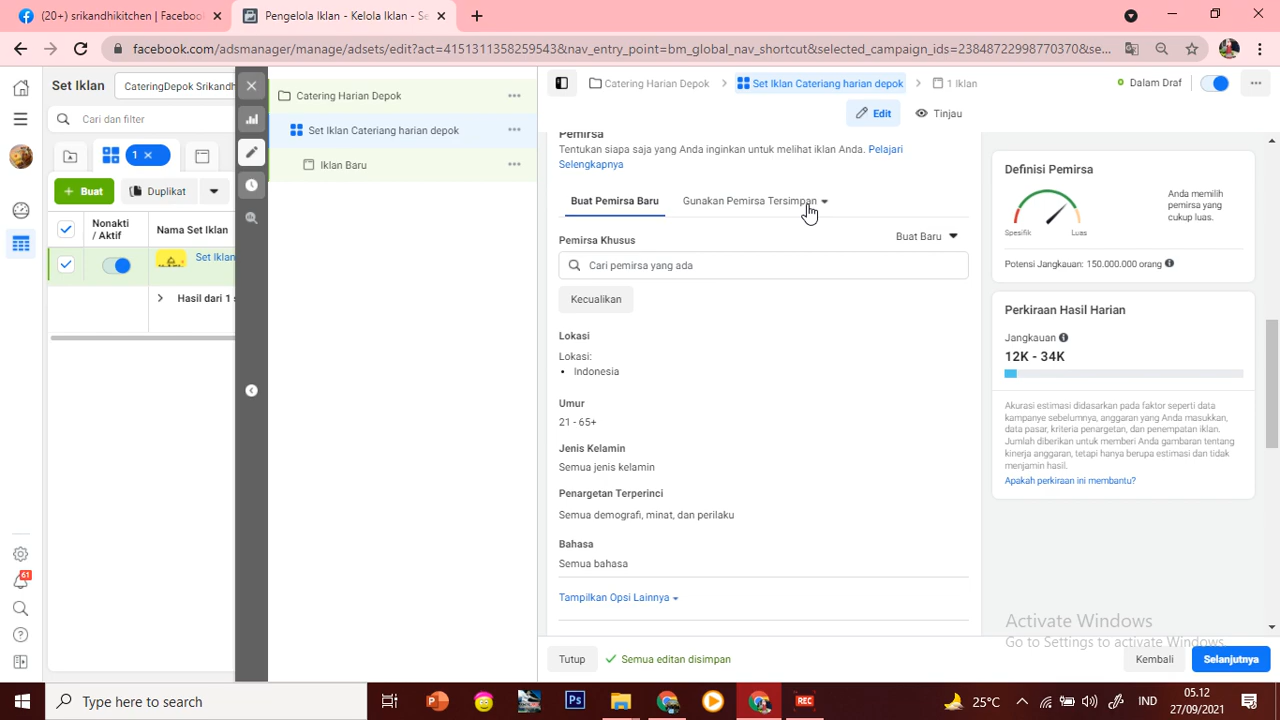 (20+) srikandhikitchen | Facebook
Pengelola Iklan - Kelola Iklan - Se
facebook.com/adsmanager/manage/adsets/edit?act=4151311358259543&nav_entry_point=bm_global_nav_shortcut&selected_campaign_ids=23848722998770370&se...
Set Iklan
CateringDepok Srikandh
Cari dan filter
1
Buat
Duplikat
Nonakti
/ Aktif
Nama Set Iklan
Set Iklan
Hasil dari 1 s
61
Catering Harian Depok
Set Iklan Cateriang harian depok
Iklan Baru
Catering Harian Depok
Set Iklan Cateriang harian depok
1 Iklan
Dalam Draf
Edit
Tinjau
Pemirsa
Tentukan siapa saja yang Anda inginkan untuk melihat iklan Anda. Pelajari
Selengkapnya
Buat Pemirsa Baru
Gunakan Pemirsa Tersimpan
Pemirsa Khusus
Buat Baru
Cari pemirsa yang ada
Kecualikan
Lokasi
Lokasi:
• Indonesia
Umur
21 - 65+
Jenis Kelamin
Semua jenis kelamin
Penargetan Terperinci
Semua demografi, minat, dan perilaku
Bahasa
Semua bahasa
Tampilkan Opsi Lainnya
Tutup
Semua editan disimpan
Kembali
Selanjutnya
Definisi Pemirsa
Anda memilih
pemirsa yang
cukup luas.
Spesifik
Luas
Potensi Jangkauan: 150.000.000 orang
Perkiraan Hasil Harian
Jangkauan
12K - 34K
Akurasi estimasi didasarkan pada faktor seperti data
kampanye sebelumnya, anggaran yang Anda masukkan,
data pasar, kriteria penargetan, dan penempatan iklan.
Jumlah diberikan untuk memberi Anda gambaran tentang
kinerja anggaran, tetapi hanya berupa estimasi dan tidak
menjamin hasil.
Apakah perkiraan ini membantu?
Activate Windows
Go to Settings to activate Windows.
Type here to search
Ps
REC
25°C
IND
05.12
27/09/2021